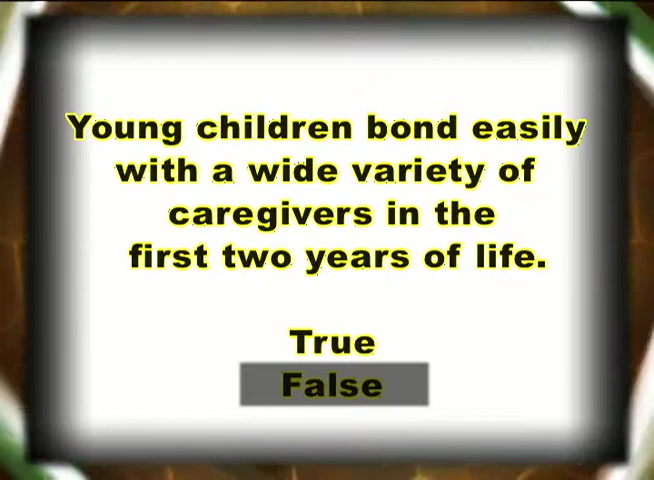 Young children bond easily
with a wide variety of
caregivers in the
first two years of life.
True
False